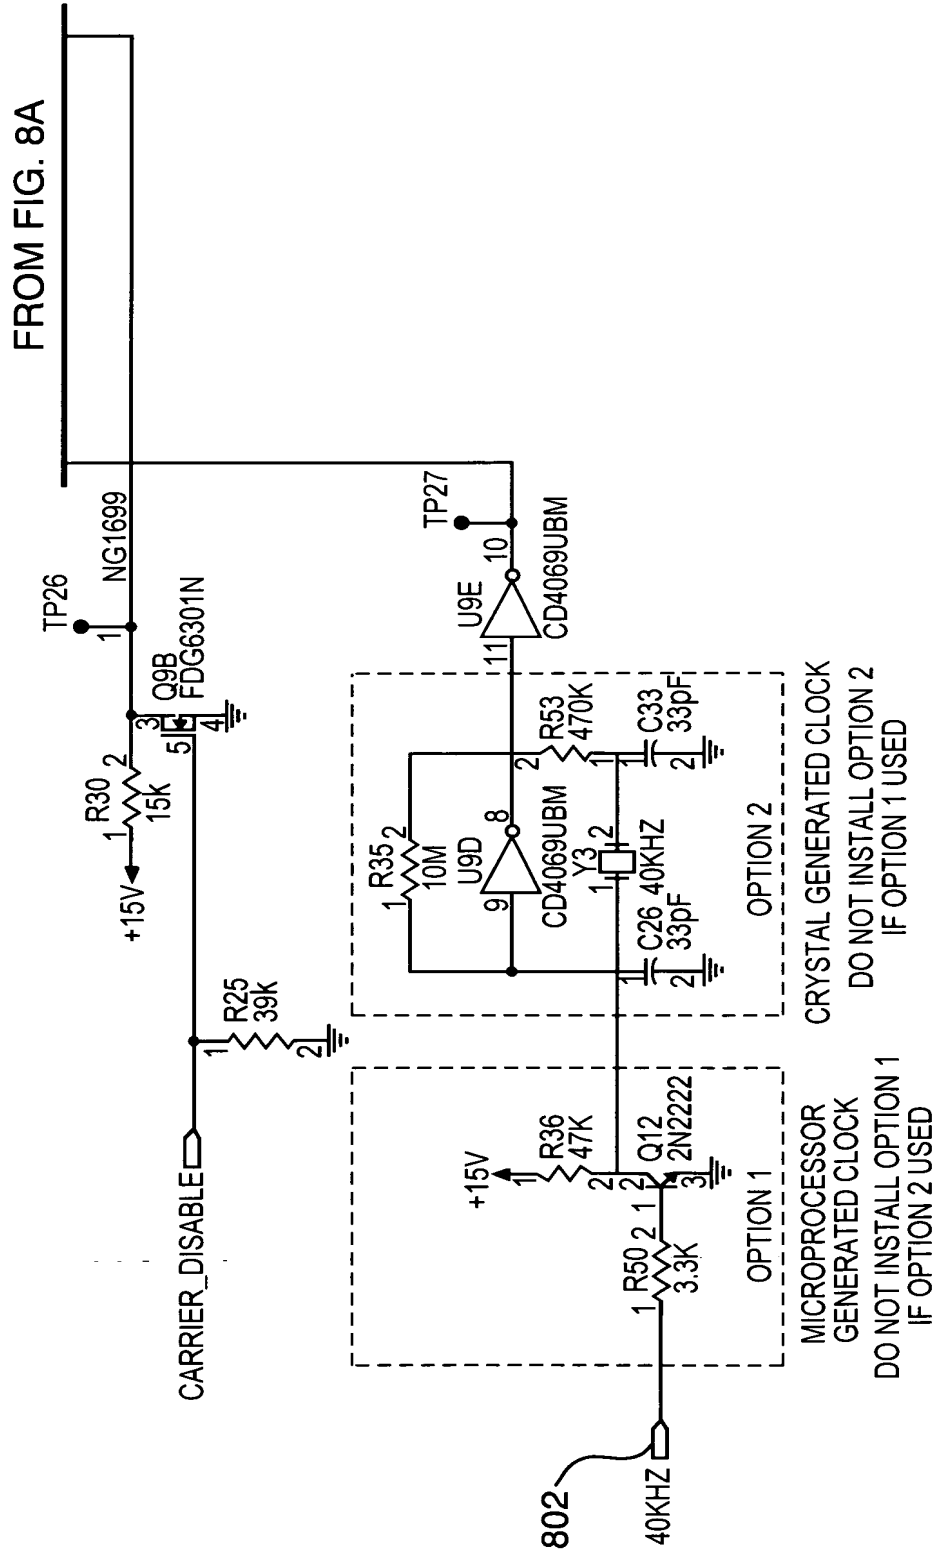 FROM FIG. 8A
TP26
1
NG1699
+15V
1
R30
2
15K
3
Q9B
FDG6301N
5
4
CARRIER_DISABLE
1
R25
39K
2
TP27
U9E
11
10
CD4069UBM
1
R35
2
10M
U9D
9
8
CD4069UBM
2
R53
470K
1
Y3
2
40KHZ
1
C26
33pF
2
1
1
C33
33pF
2
OPTION 2
CRYSTAL GENERATED CLOCK
DO NOT INSTALL OPTION 2
IF OPTION 1 USED
+15V
1
R36
47K
2
2
Q12
2N2222
1
3
1
R50
2
3.3K
OPTION 1
MICROPROCESSOR
GENERATED CLOCK
DO NOT INSTALL OPTION 1
IF OPTION 2 USED
802
40KHZ